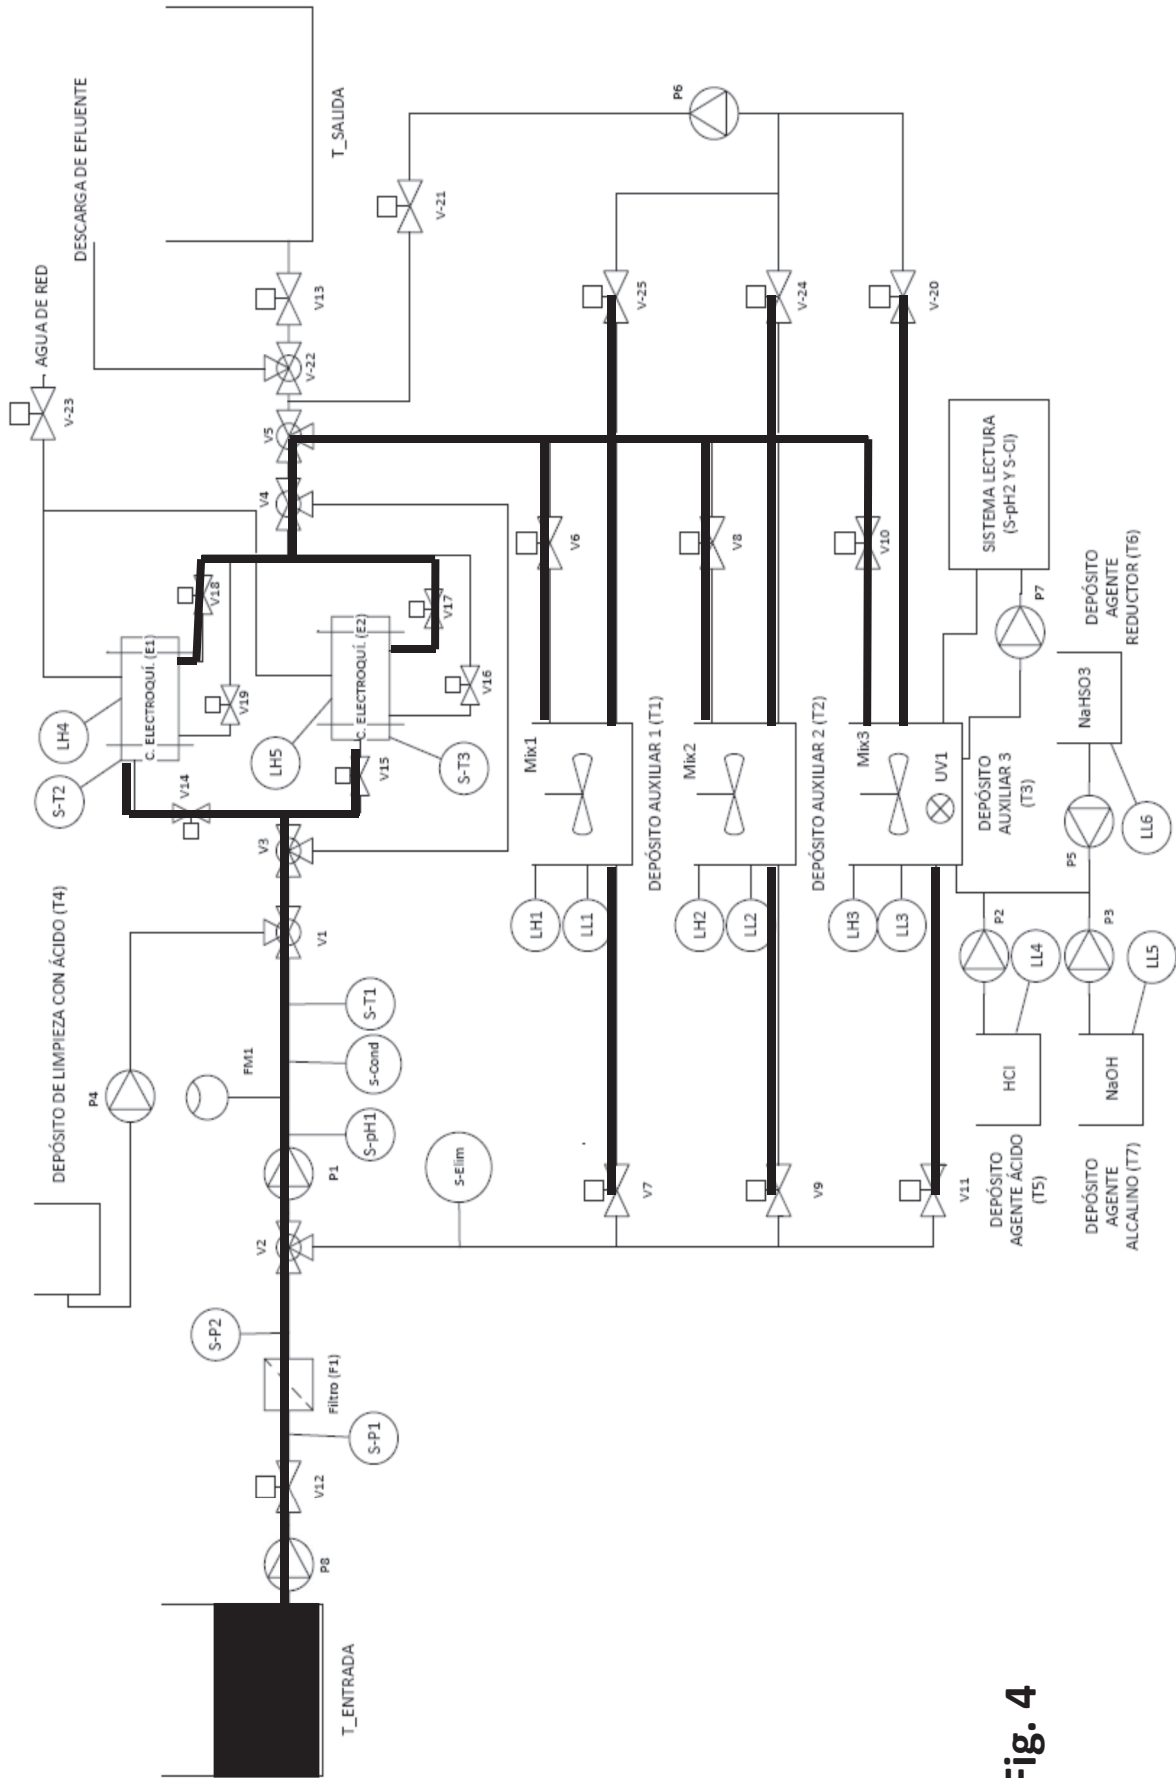 T_ENTRADA
P8
V12
S-P1
Filtro (F1)
S-P2
V2
DEPÓSITO DE LIMPIEZA CON ÁCIDO (T4)
P4
P1
S-pH1
FM1
s-Cond
S-T1
V1
V3
S-Elim
S-T2
LH4
C. ELECTROQUÍ. (E1)
V14
V18
V19
LH5
C. ELECTROQUÍ. (E2)
V15
S-T3
V16
V17
V4
V5
V-23
AGUA DE RED
DESCARGA DE EFLUENTE
V-22
V13
T_SALIDA
V-21
P6
V7
LH1
LL1
Mix1
DEPÓSITO AUXILIAR 1 (T1)
V6
V-25
V9
LH2
LL2
Mix2
DEPÓSITO AUXILIAR 2 (T2)
V8
V-24
V11
LH3
LL3
Mix3
UV1
DEPÓSITO
AUXILIAR 3
(T3)
V10
V-20
DEPÓSITO
AGENTE ÁCIDO
(T5)
HCl
LL4
P2
DEPÓSITO
AGENTE
ALCALINO (T7)
NaOH
LL5
P3
P5
LL6
NaHSO3
DEPÓSITO
AGENTE
REDUCTOR (T6)
P7
SISTEMA LECTURA
(S-pH2 Y S-Cl)
Fig. 4